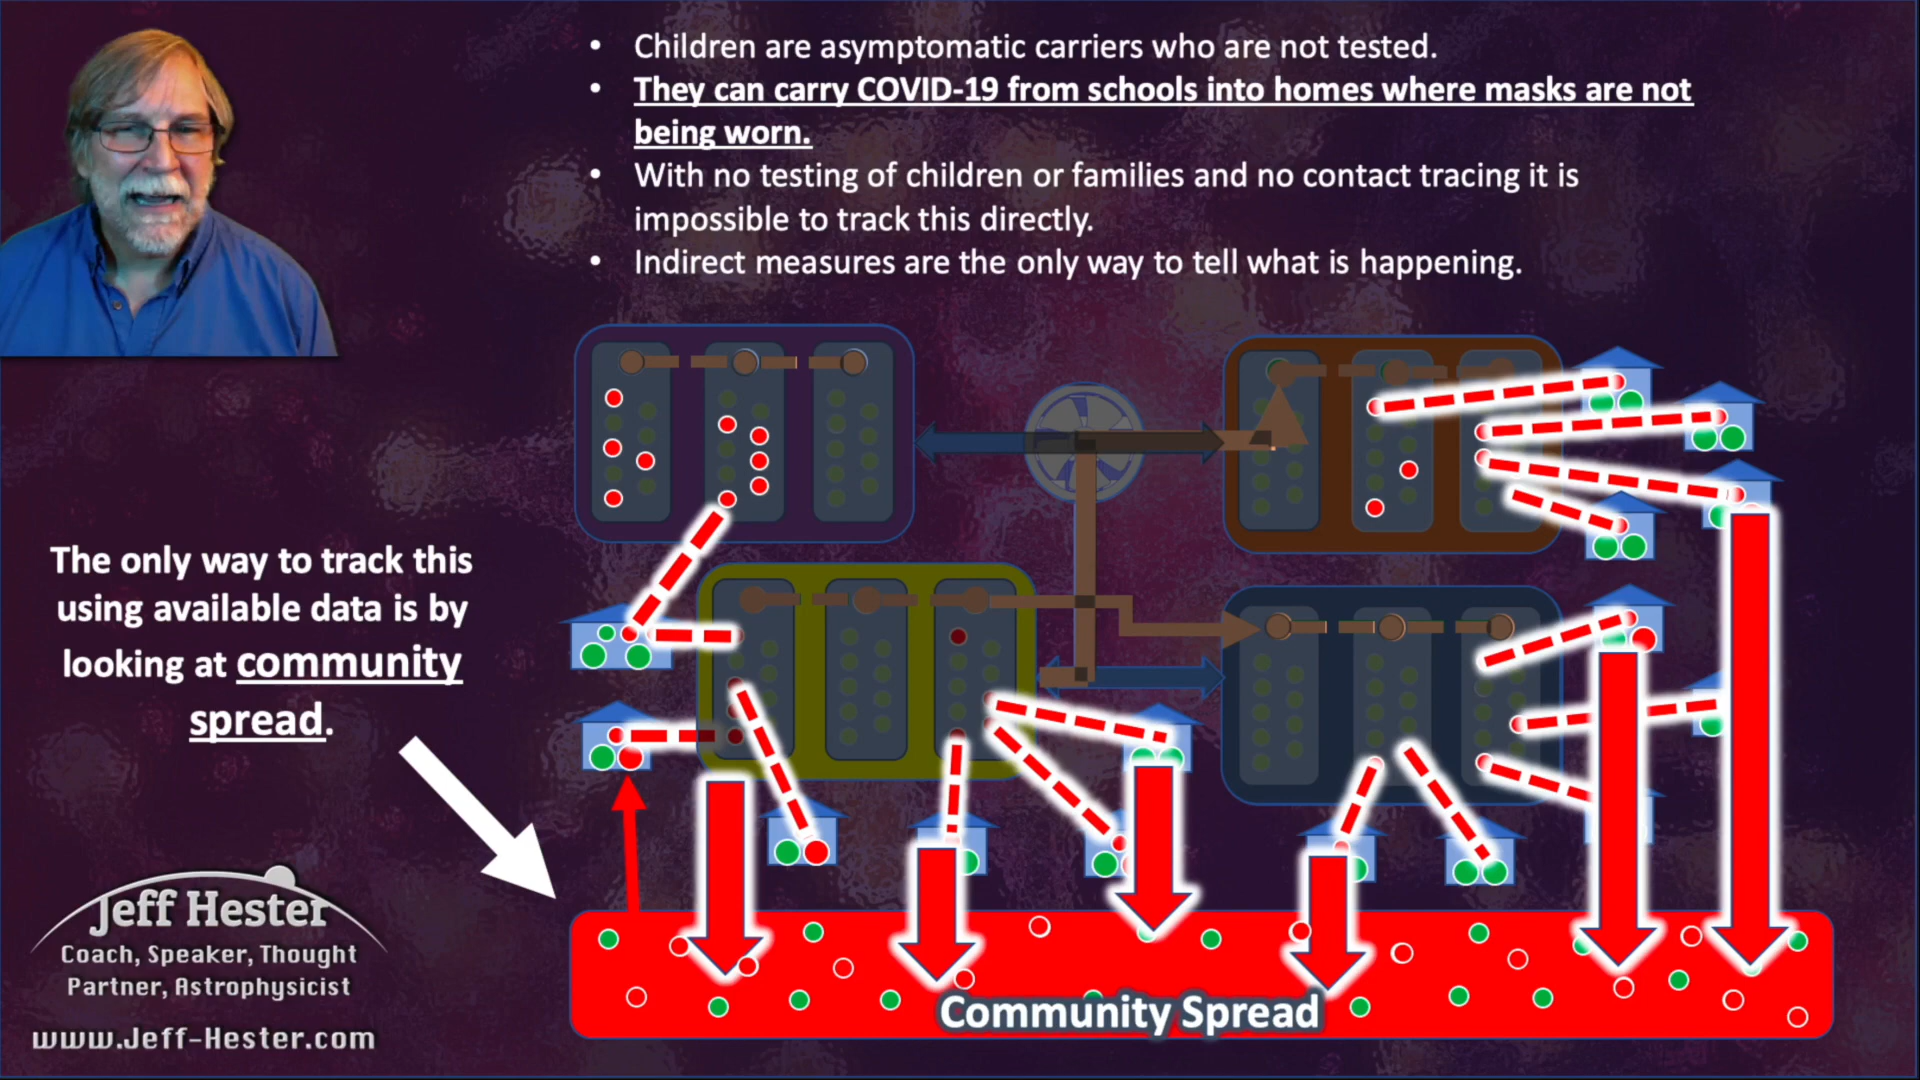 • Children are asymptomatic carriers who are not tested.
• They can carry COVID-19 from schools into homes where masks are not
being worn.
• With no testing of children or families and no contact tracing it is
impossible to track this directly.
• Indirect measures are the only way to tell what is happening.
The only way to track this
using available data is by
looking at community
spread.
Jeff Hester
Coach, Speaker, Thought
Partner, Astrophysicist
www.Jeff-Hester.com
Community Spread